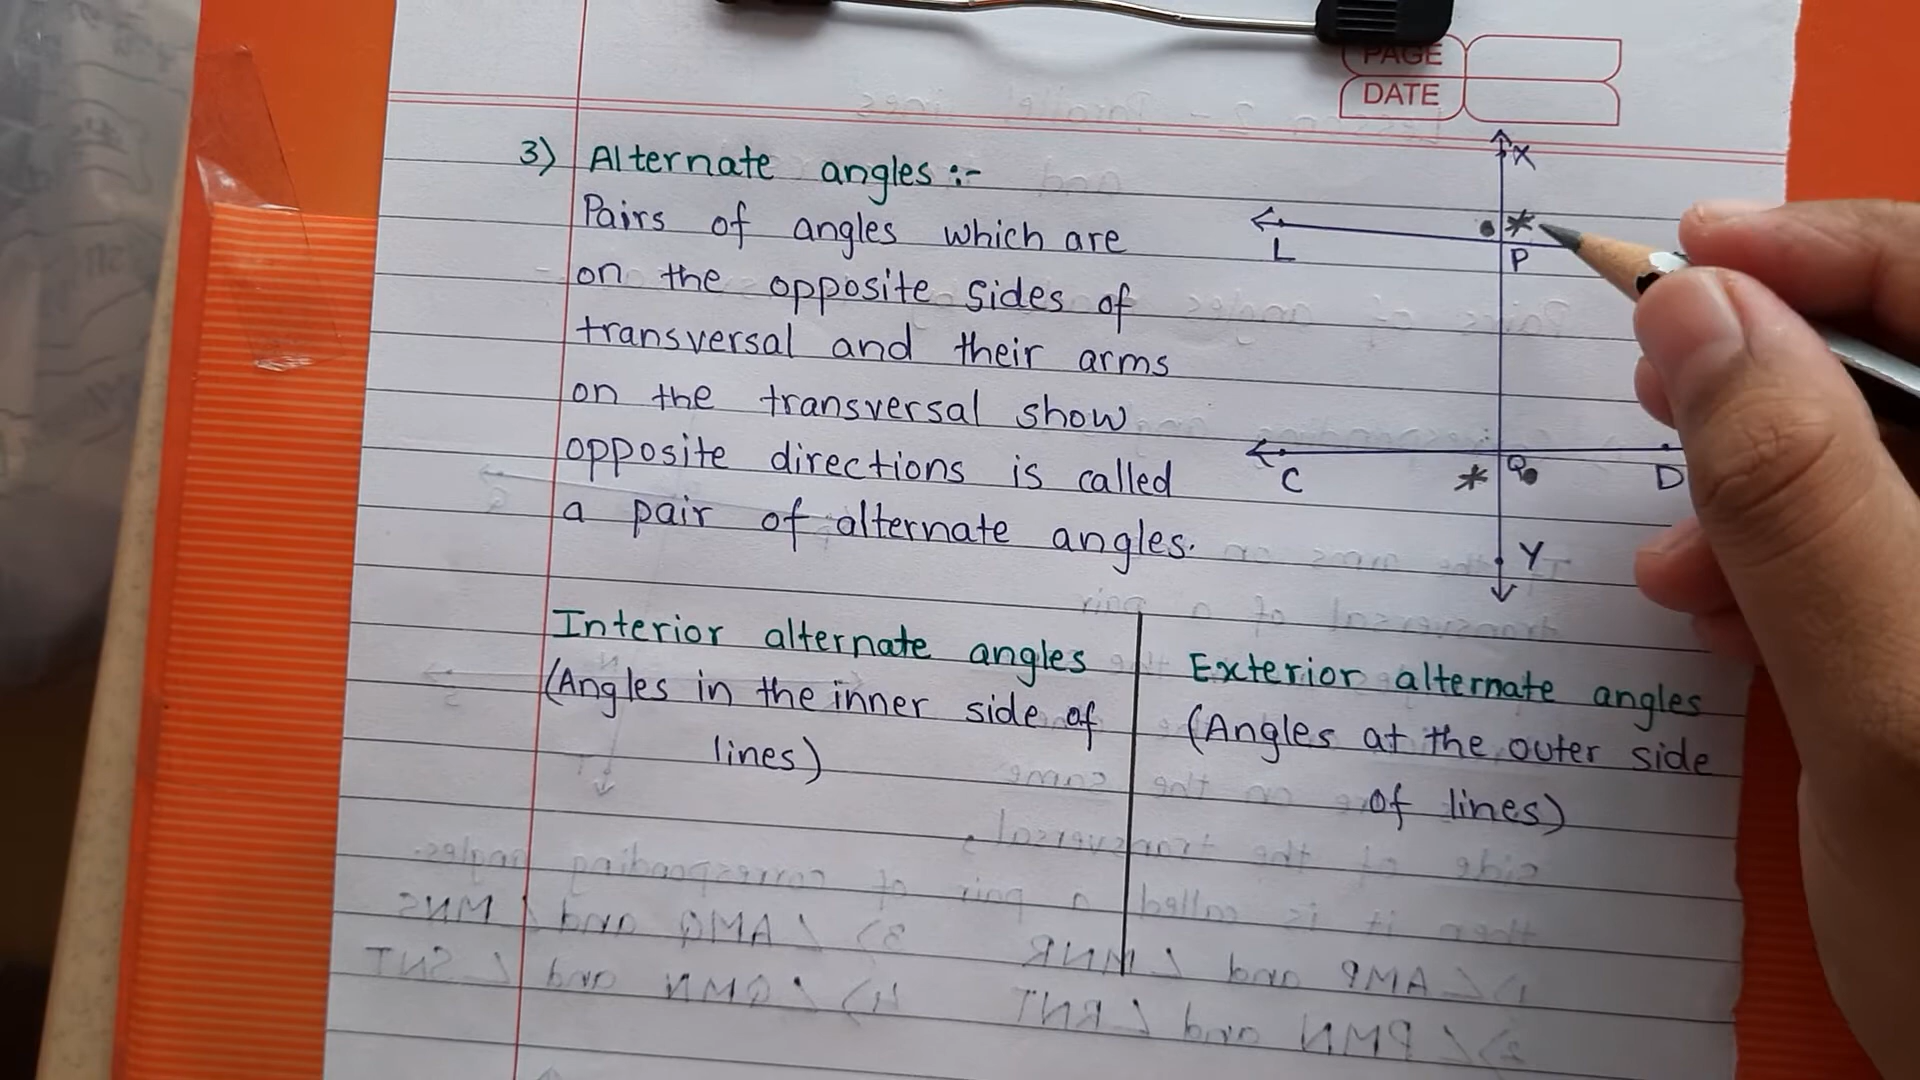 PAGE
DATE
3) Alternate angles :-
Pairs of angles which are
on the opposite sides of
transversal and their arms
on the transversal show
opposite directions is called
a pair of alternate angles.
X
L
P
C
Q
D
Y
Interior alternate angles
(Angles in the inner side of
lines)
Exterior alternate angles
(Angles at the outer side
of lines)